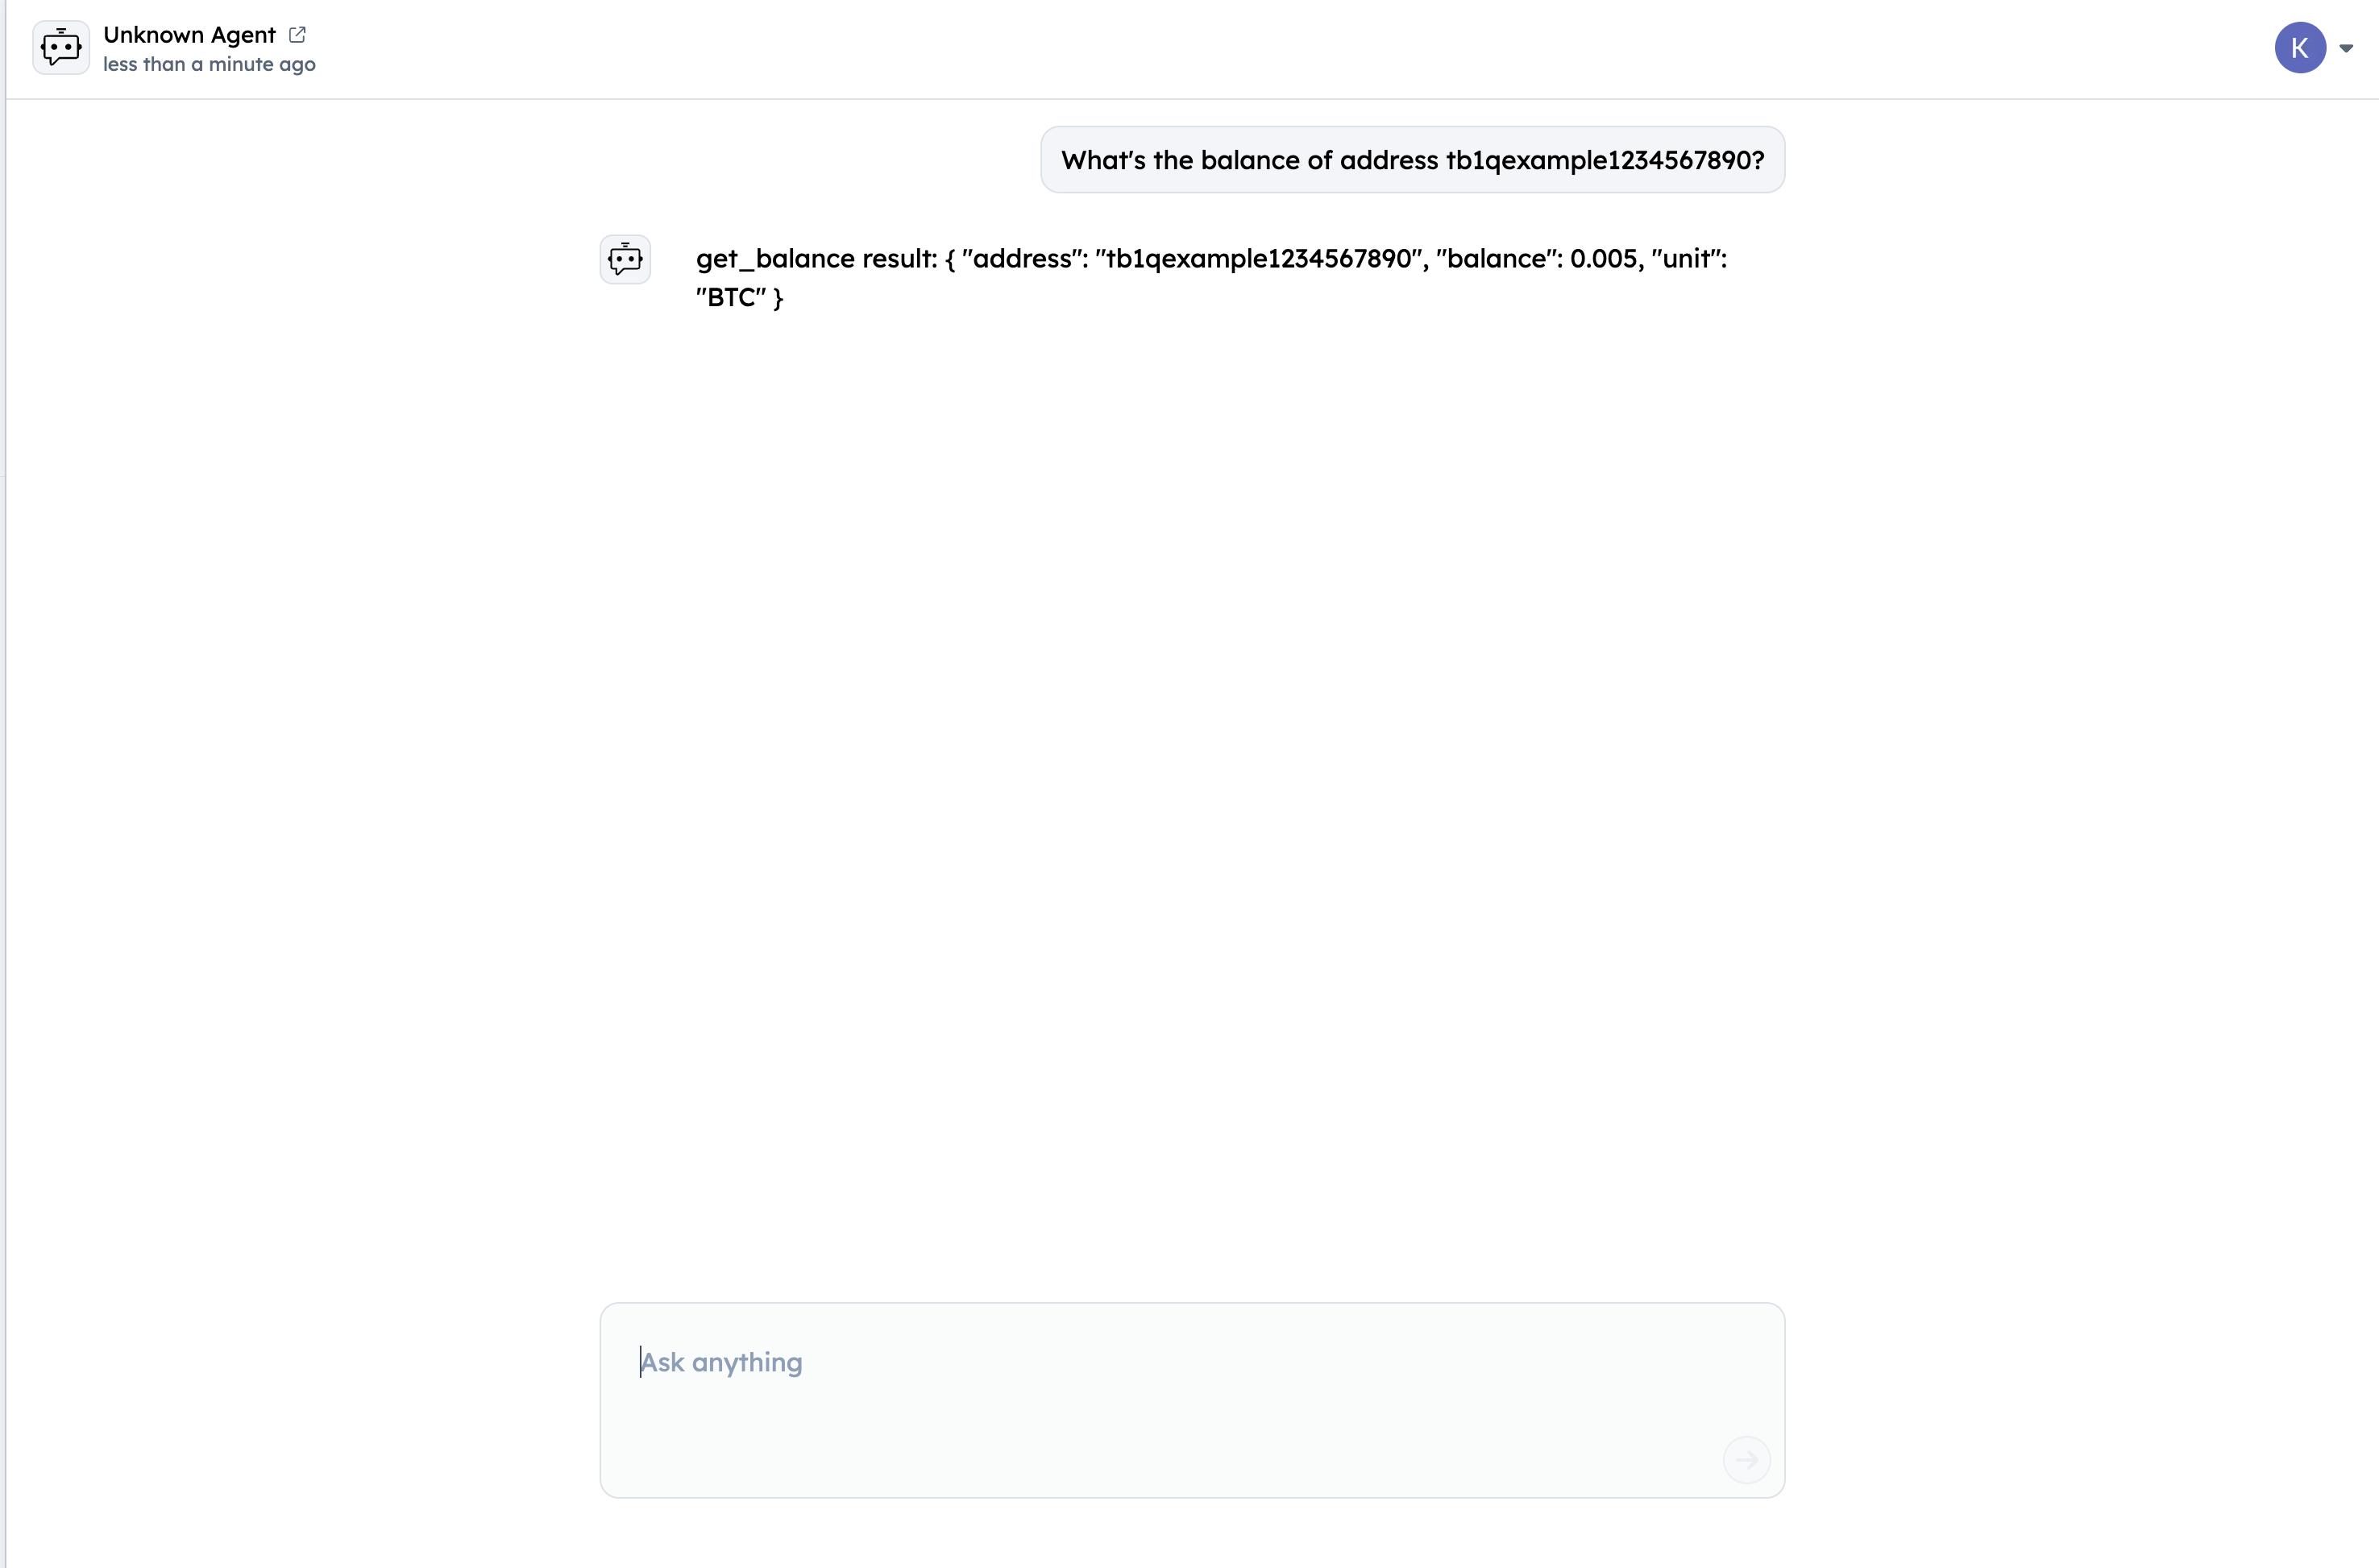 Unknown Agent
less than a minute ago
K
What's the balance of address tb1qexample1234567890?
get_balance result: { "address": "tb1qexample1234567890", "balance": 0.005, "unit":
"BTC" }
Ask anything